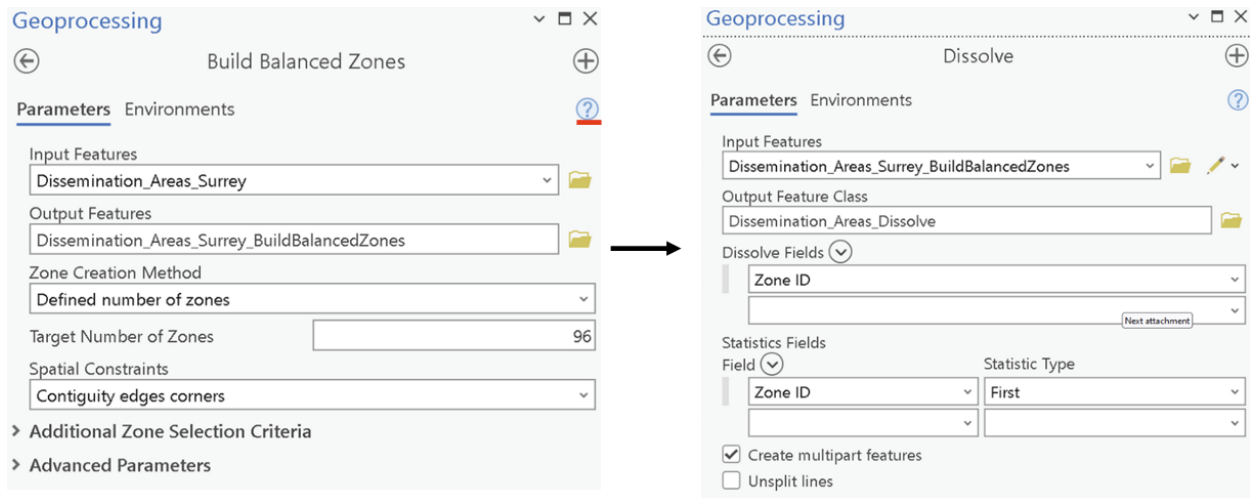 Geoprocessing
Build Balanced Zones
Parameters Environments
Input Features
Dissemination_Areas_Surrey
Output Features
Dissemination_Areas_Surrey_BuildBalancedZones
Zone Creation Method
Defined number of zones
Target Number of Zones 96
Spatial Constraints
Contiguity edges corners
Additional Zone Selection Criteria
Advanced Parameters
Geoprocessing
Dissolve
Parameters Environments
Input Features
Dissemination_Areas_Surrey_BuildBalancedZones
Output Feature Class
Dissemination_Areas_Dissolve
Dissolve Fields
Zone ID
Next attachment
Statistics Fields
Field Statistic Type
Zone ID First
Create multipart features
Unsplit lines